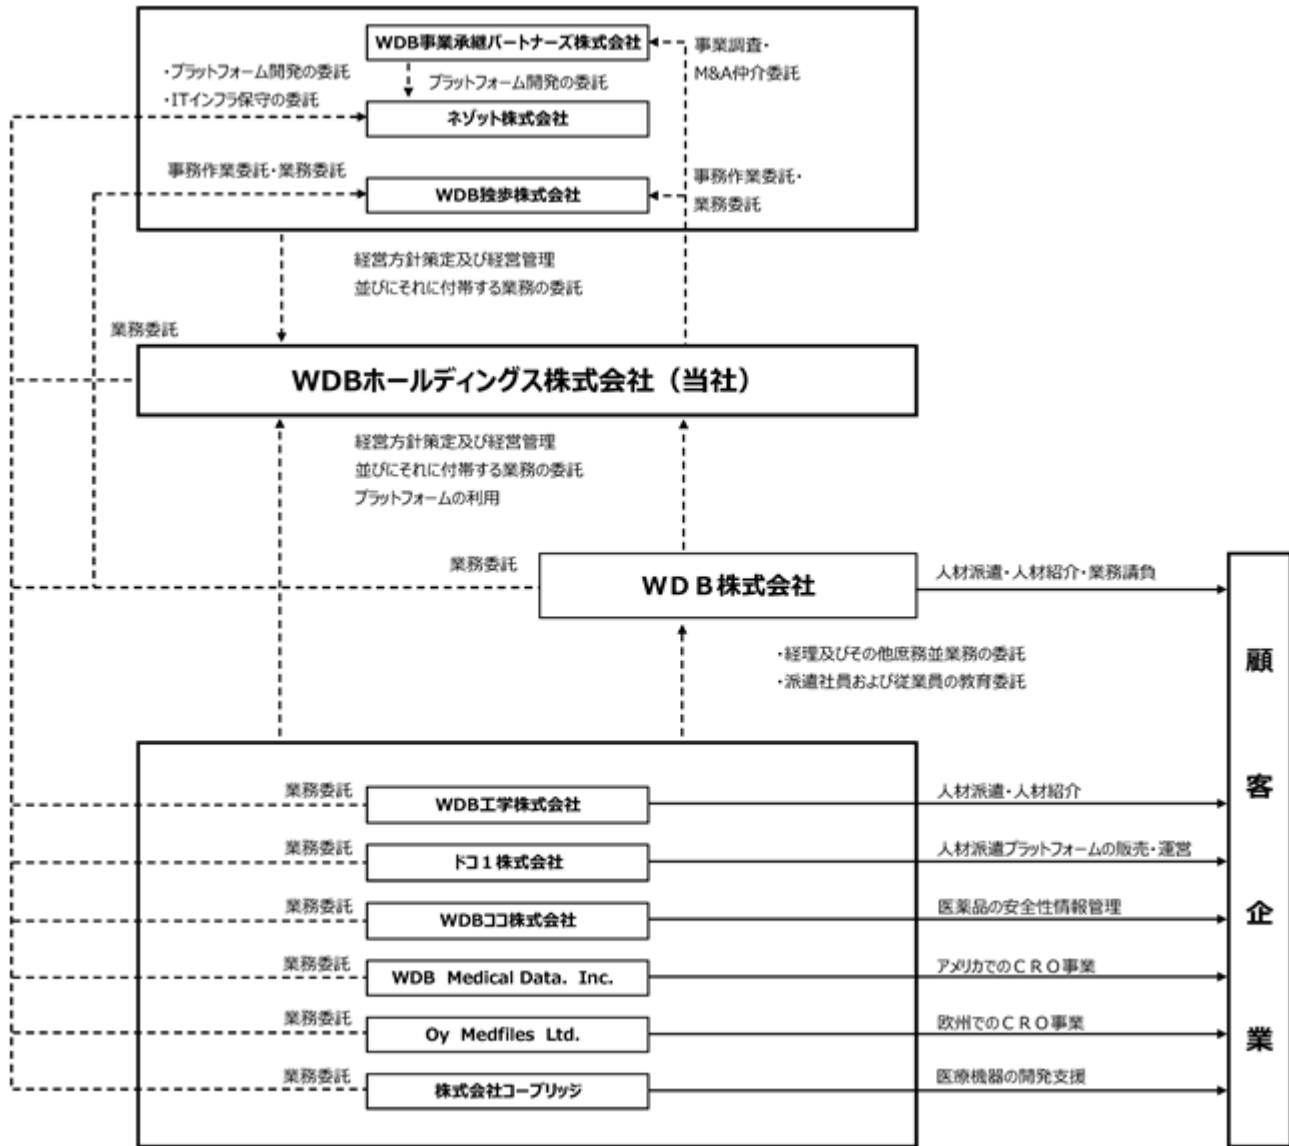 WDB事業承継パートナーズ株式会社
事業調査・
M&A仲介委託
・プラットフォーム開発の委託
・ITインフラ保守の委託
プラットフォーム開発の委託
ネゾット株式会社
事務作業委託・業務委託
WDB独歩株式会社
事務作業委託・
業務委託
経営方針策定及び経営管理
並びにそれに付帯する業務の委託
業務委託
WDBホールディングス株式会社（当社）
経営方針策定及び経営管理
並びにそれに付帯する業務の委託
プラットフォームの利用
業務委託
ＷＤＢ株式会社
人材派遣・人材紹介・業務請負
・経理及びその他庶務並業務の委託
・派遣社員および従業員の教育委託
顧客企業
業務委託
WDB工学株式会社
人材派遣・人材紹介
業務委託
ドコ１株式会社
人材派遣プラットフォームの販売・運営
業務委託
WDBココ株式会社
医薬品の安全性情報管理
業務委託
WDB Medical Data. Inc.
アメリカでのＣＲＯ事業
業務委託
Oy Medfiles Ltd.
欧州でのＣＲＯ事業
業務委託
株式会社コーブリッジ
医療機器の開発支援